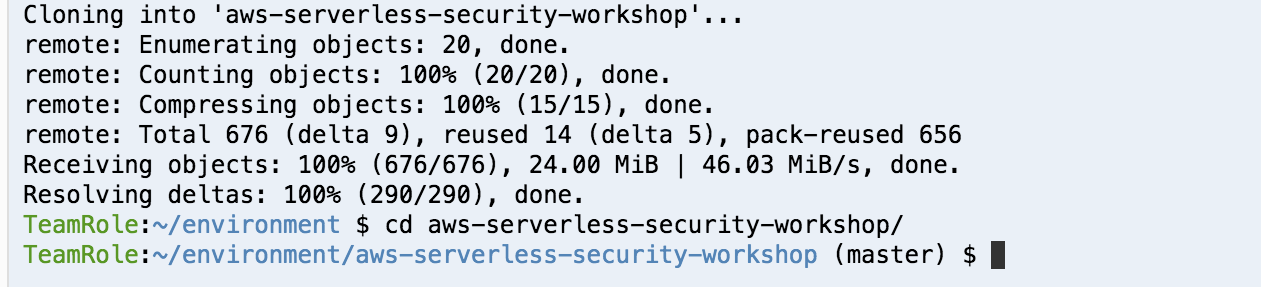 Cloning into 'aws-serverless-security-workshop'...
remote: Enumerating objects: 20, done.
remote: Counting objects: 100% (20/20), done.
remote: Compressing objects: 100% (15/15), done.
remote: Total 676 (delta 9), reused 14 (delta 5), pack-reused 656
Receiving objects: 100% (676/676), 24.00 MiB | 46.03 MiB/s, done.
Resolving deltas: 100% (290/290), done.
TeamRole:~/environment $ cd aws-serverless-security-workshop/
TeamRole:~/environment/aws-serverless-security-workshop (master) $